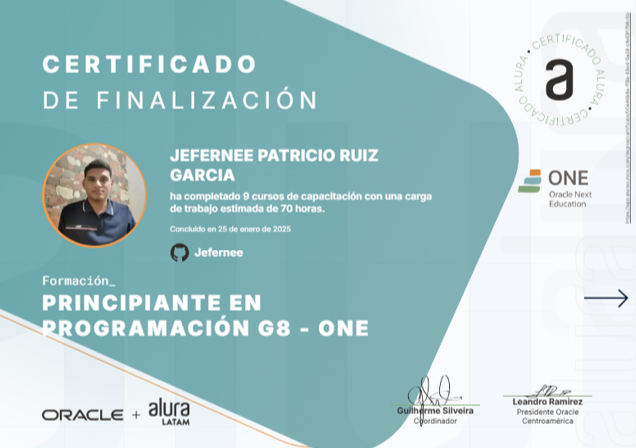 CERTIFICADO
DE FINALIZACIÓN
CERTIFICADO ALURA • CERTIFICADO ALURA •
a
JEFERNEE PATRICIO RUIZ
GARCIA
ha completado 9 cursos de capacitación con una carga
de trabajo estimada de 70 horas.
Concluido en 25 de enero de 2025
Jefernee
ONE
Oracle Next
Education
Formación_
PRINCIPIANTE EN
PROGRAMACIÓN G8 - ONE
ORACLE + alura
LATAM
Guilherme Silveira
Coordinador
Leandro Ramirez
Presidente Oracle
Centroamérica